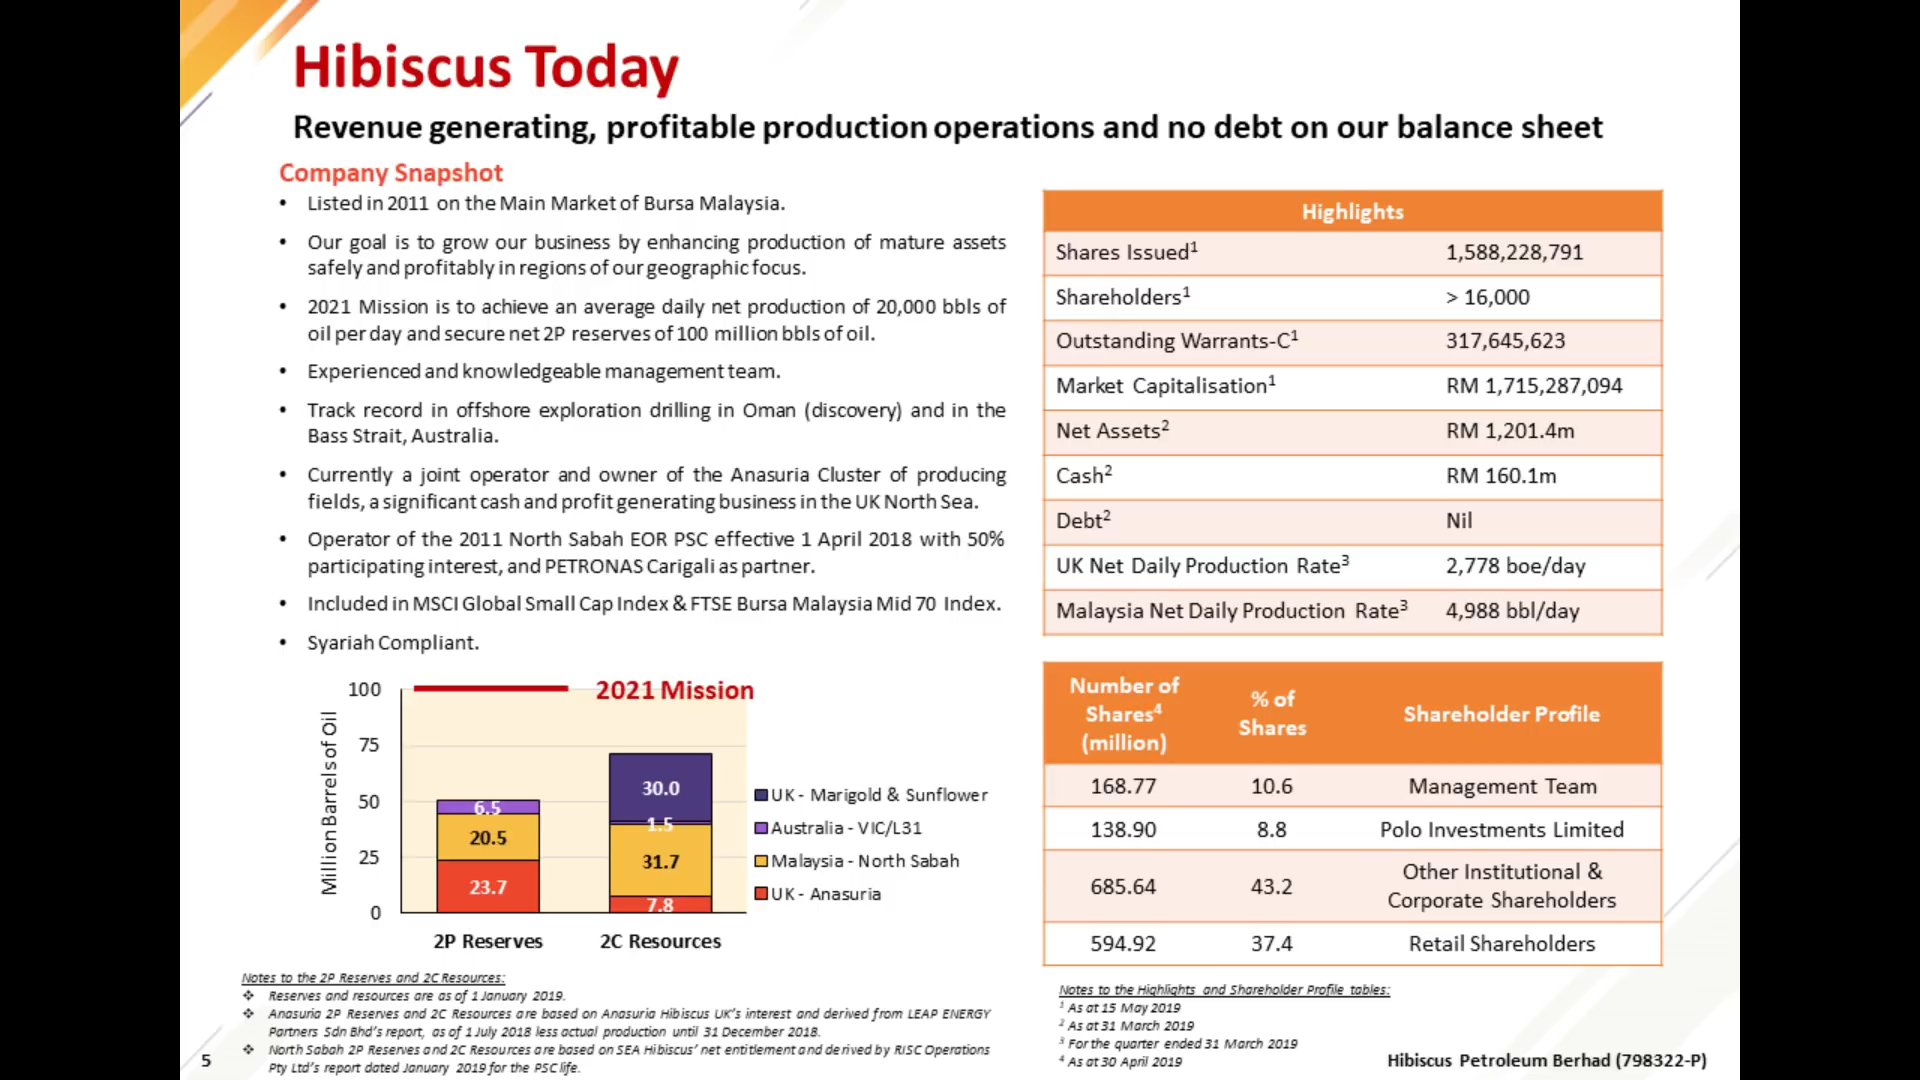 Hibiscus Today
Revenue generating, profitable production operations and no debt on our balance sheet
Company Snapshot
• Listed in 2011 on the Main Market of Bursa Malaysia.
• Our goal is to grow our business by enhancing production of mature assets
safely and profitably in regions of our geographic focus.
• 2021 Mission is to achieve an average daily net production of 20,000 bbls of
oil per day and secure net 2P reserves of 100 million bbls of oil.
• Experienced and knowledgeable management team.
• Track record in offshore exploration drilling in Oman (discovery) and in the
Bass Strait, Australia.
• Currently a joint operator and owner of the Anasuria Cluster of producing
fields, a significant cash and profit generating business in the UK North Sea.
• Operator of the 2011 North Sabah EOR PSC effective 1 April 2018 with 50%
participating interest, and PETRONAS Carigali as partner.
• Included in MSCI Global Small Cap Index & FTSE Bursa Malaysia Mid 70 Index.
• Syariah Compliant.
2021 Mission
Million Barrels of Oil
100
75
50
25
0
6.5
20.5
23.7
30.0
1.5
31.7
7.8
2P Reserves
2C Resources
UK - Marigold & Sunflower
Australia - VIC/L31
Malaysia - North Sabah
UK - Anasuria
Notes to the 2P Reserves and 2C Resources:
❖ Reserves and resources are as of 1 January 2019.
❖ Anasuria 2P Reserves and 2C Resources are based on Anasuria Hibiscus UK's interest and derived from LEAP ENERGY
Partners Sdn Bhd's report, as of 1 July 2018 less actual production until 31 December 2018.
❖ North Sabah 2P Reserves and 2C Resources are based on SEA Hibiscus' net entitlement and derived by RISC Operations
Pty Ltd's report dated January 2019 for the PSC life.
5
Highlights
Shares Issued¹ 1,588,228,791
Shareholders¹ > 16,000
Outstanding Warrants-C¹ 317,645,623
Market Capitalisation¹ RM 1,715,287,094
Net Assets² RM 1,201.4m
Cash² RM 160.1m
Debt² Nil
UK Net Daily Production Rate³ 2,778 boe/day
Malaysia Net Daily Production Rate³ 4,988 bbl/day
Number of
Shares⁴
(million)
% of
Shares
Shareholder Profile
168.77 10.6 Management Team
138.90 8.8 Polo Investments Limited
685.64 43.2 Other Institutional &
Corporate Shareholders
594.92 37.4 Retail Shareholders
Notes to the Highlights and Shareholder Profile tables:
¹ As at 15 May 2019
² As at 31 March 2019
³ For the quarter ended 31 March 2019
⁴ As at 30 April 2019
Hibiscus Petroleum Berhad (798322-P)